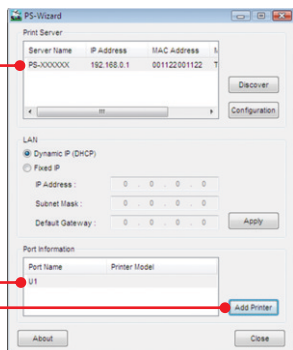 PS-Wizard
Print Server
Server Name IP Address MAC Address
PS-XXXXXX 192.168.0.1 001122001122 T
Discover
Configuration
LAN
Dynamic IP (DHCP)
Fixed IP
IP Address : 0 . 0 . 0 . 0
Subnet Mask : 0 . 0 . 0 . 0
Default Gateway : 0 . 0 . 0 . 0
Apply
Port Information
Port Name Printer Model
U1
Add Printer
About Close